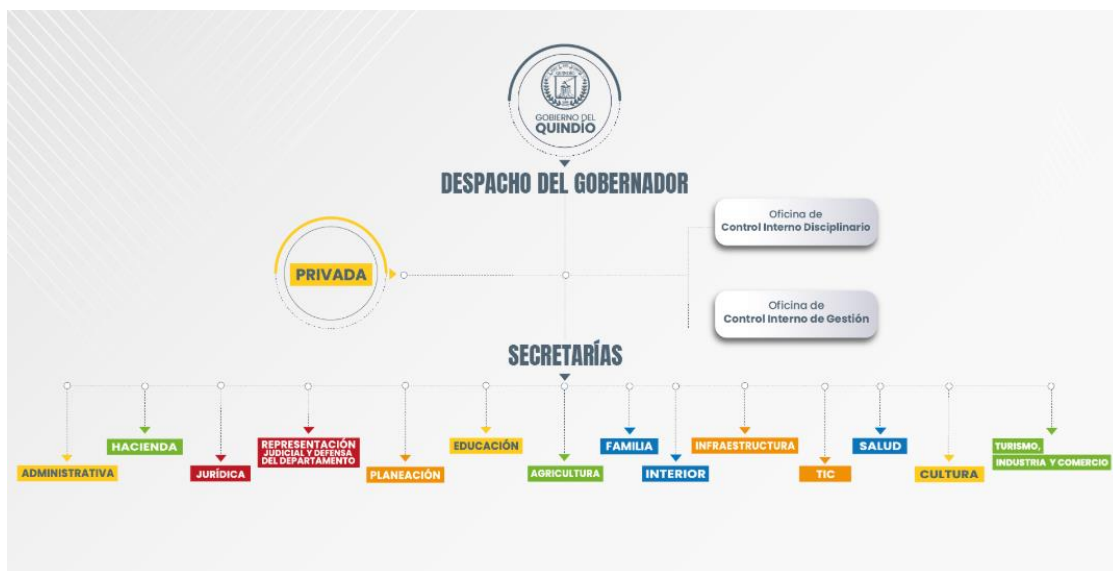 GOBIERNO DEL
QUINDÍO
DESPACHO DEL GOBERNADOR
Oficina de
Control Interno Disciplinario
PRIVADA
Oficina de
Control Interno de Gestión
SECRETARÍAS
ADMINISTRATIVA
HACIENDA
JURÍDICA
REPRESENTACIÓN
JUDICIAL Y DEFENSA
DEL DEPARTAMENTO
PLANEACIÓN
EDUCACIÓN
AGRICULTURA
FAMILIA
INTERIOR
INFRAESTRUCTURA
TIC
SALUD
CULTURA
TURISMO,
INDUSTRIA Y COMERCIO